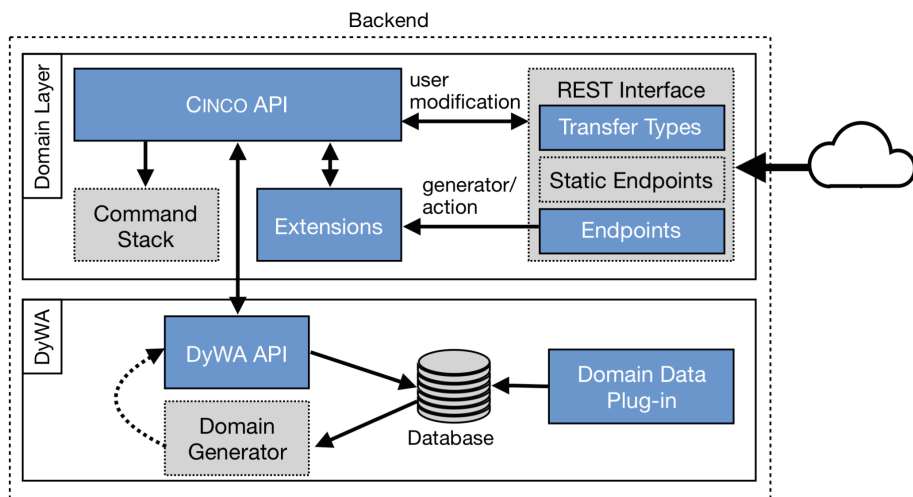 Backend
Domain Layer
CINCO API
user
modification
REST Interface
Transfer Types
Static Endpoints
Endpoints
generator/
action
Command
Stack
Extensions
DyWA
DyWA API
Domain
Generator
Database
Domain Data
Plug-in